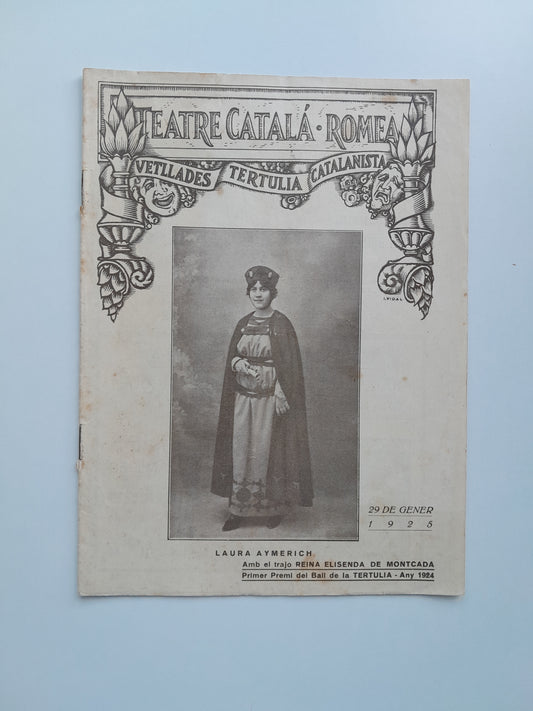 TEATRE CATALÁ · ROMEA
VETLLADES TERTULIA CATALANISTA
I.VIDAL
29 DE GENER
1925
LAURA AYMERICH
Amb el trajo REINA ELISENDA DE MONTCADA
Primer Premi del Ball de la TERTULIA - Any 1924